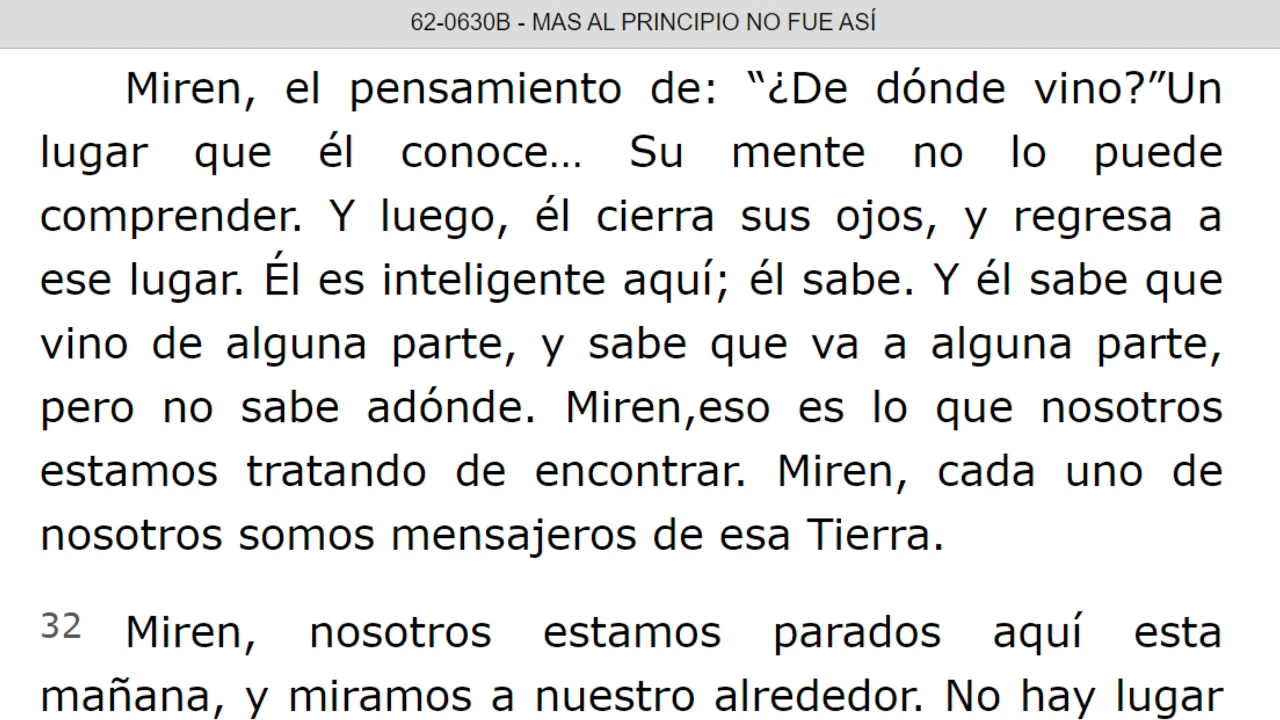 62-0630B - MAS AL PRINCIPIO NO FUE ASÍ
Miren, el pensamiento de: “¿De dónde vino?”Un
lugar que él conoce... Su mente no lo puede
comprender. Y luego, él cierra sus ojos, y regresa a
ese lugar. Él es inteligente aquí; él sabe. Y él sabe que
vino de alguna parte, y sabe que va a alguna parte,
pero no sabe adónde. Miren,eso es lo que nosotros
estamos tratando de encontrar. Miren, cada uno de
nosotros somos mensajeros de esa Tierra.
32 Miren, nosotros estamos parados aquí esta
mañana, y miramos a nuestro alrededor. No hay lugar